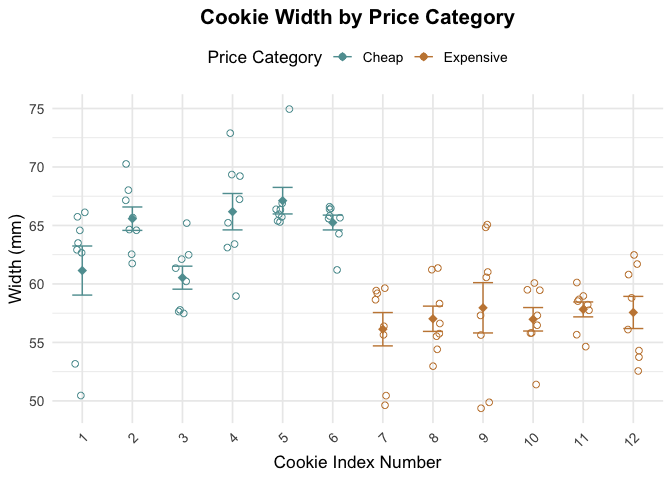 Cookie Width by Price Category
Price Category Cheap Expensive
75
70
65
60
55
50
Width (mm)
1 2 3 4 5 6 7 8 9 10 11 12
Cookie Index Number